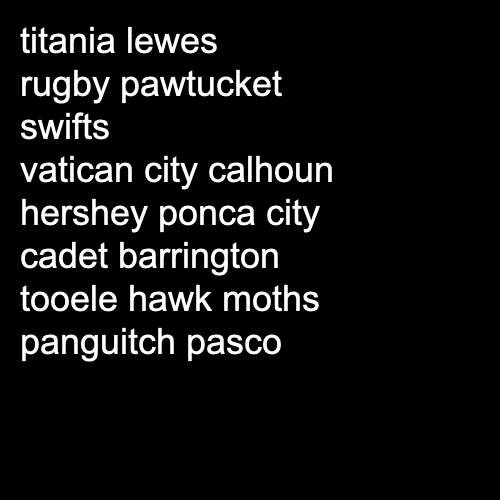 titania lewes
rugby pawtucket
swifts
vatican city calhoun
hershey ponca city
cadet barrington
tooele hawk moths
panguitch pasco